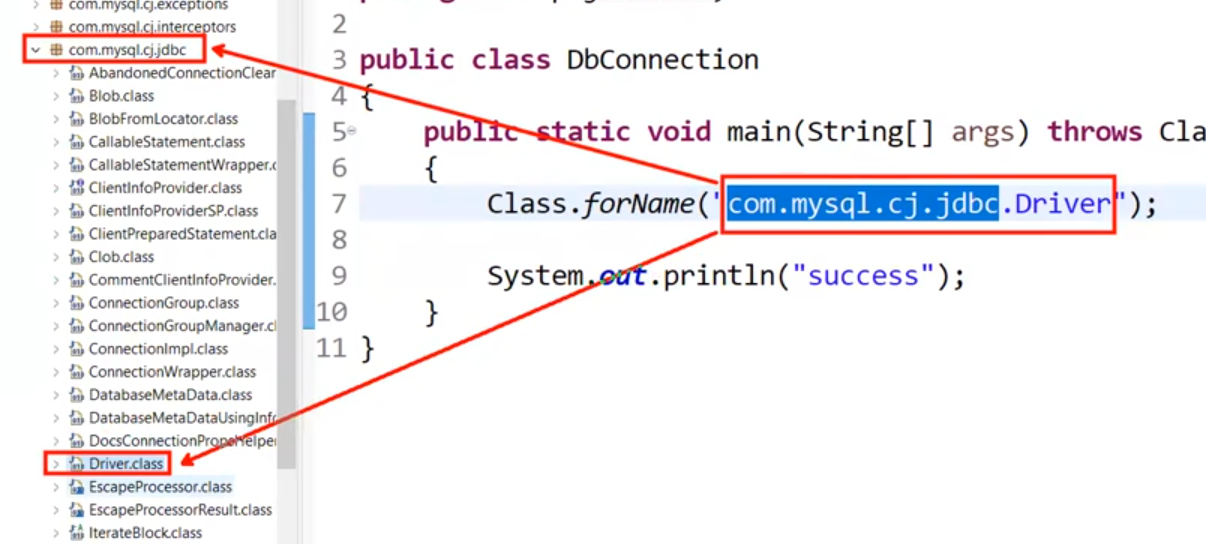 com.mysql.cj.exceptions
com.mysql.cj.interceptors
com.mysql.cj.jdbc
AbandonedConnectionClear
Blob.class
BlobFromLocator.class
CallableStatement.class
CallableStatementWrapper.c
ClientInfoProvider.class
ClientInfoProviderSP.class
ClientPreparedStatement.cla
Clob.class
CommentClientInfoProvider.
ConnectionGroup.class
ConnectionGroupManager.cl
ConnectionImpl.class
ConnectionWrapper.class
DatabaseMetaData.class
DatabaseMetaDataUsingInfo
DocsConnectionPropsHelper
Driver.class
EscapeProcessor.class
EscapeProcessorResult.class
IterateBlock.class
2
3 public class DbConnection
4 {
5 public static void main(String[] args) throws Cla
6 {
7 Class.forName("com.mysql.cj.jdbc.Driver");
8
9 System.out.println("success");
10 }
11 }